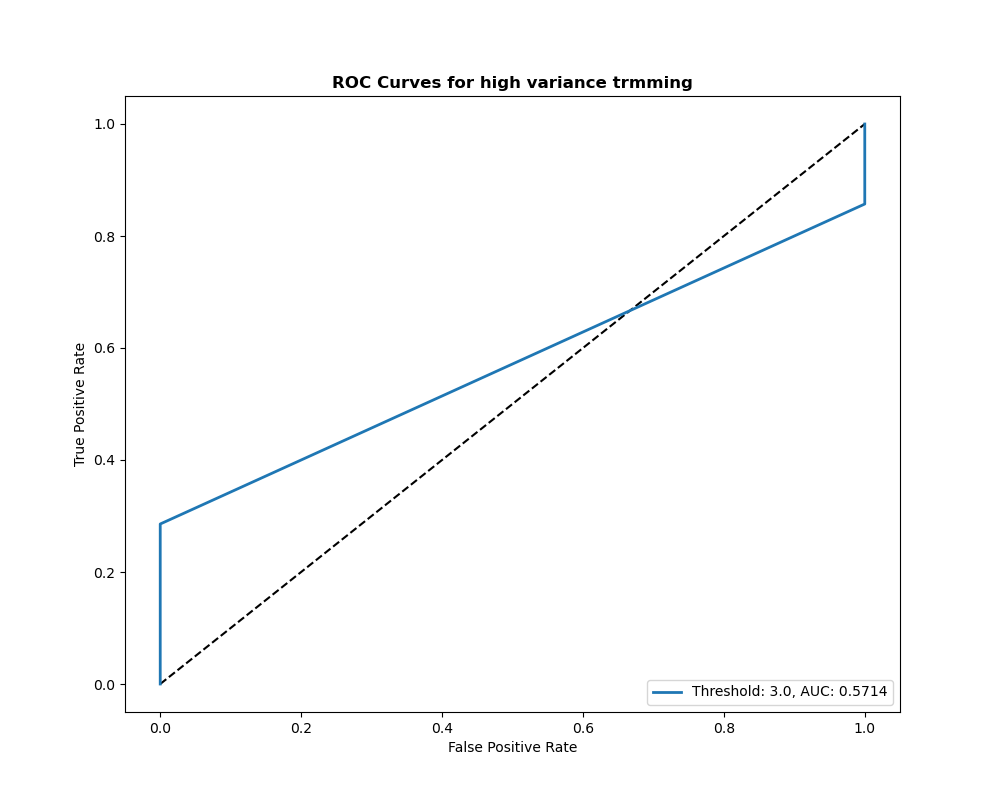 ROC Curves for high variance trmming
1.0
0.8
0.6
0.4
0.2
0.0
True Positive Rate
Threshold: 3.0, AUC: 0.5714
0.0 0.2 0.4 0.6 0.8 1.0
False Positive Rate